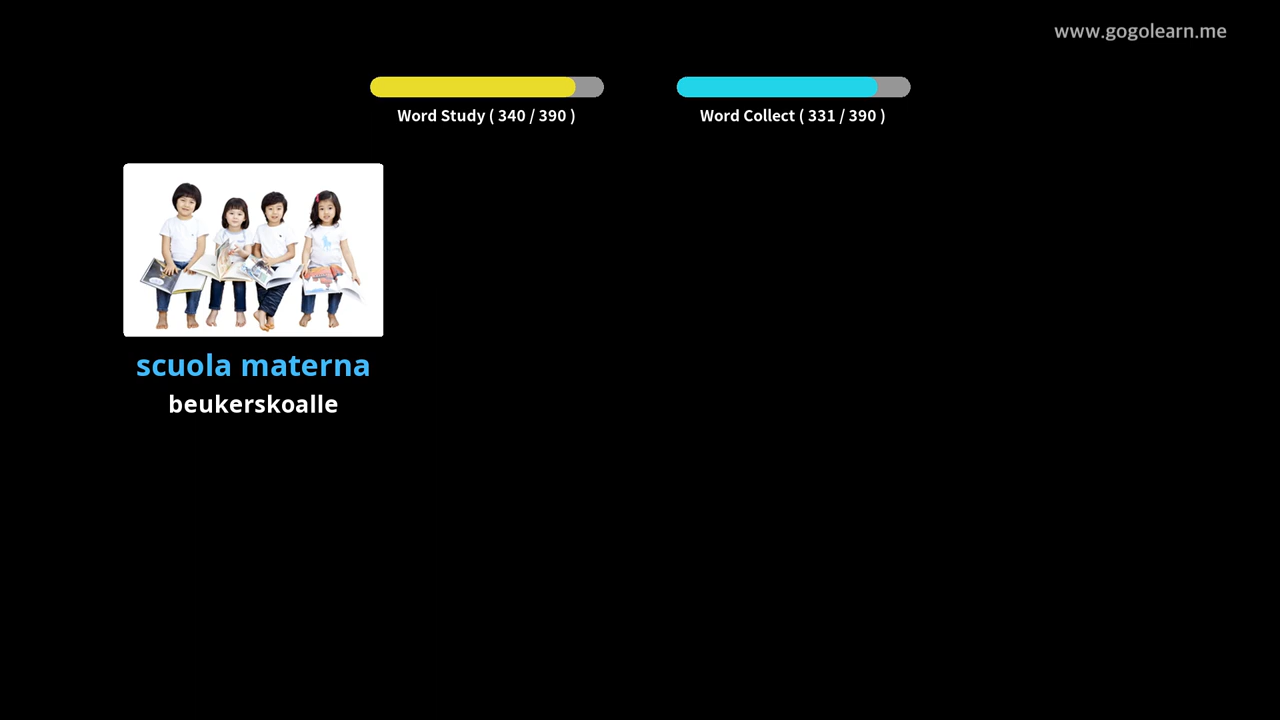 www.gogolearn.me
Word Study ( 340 / 390 )
Word Collect ( 331 / 390 )
scuola materna
beukerskoalle